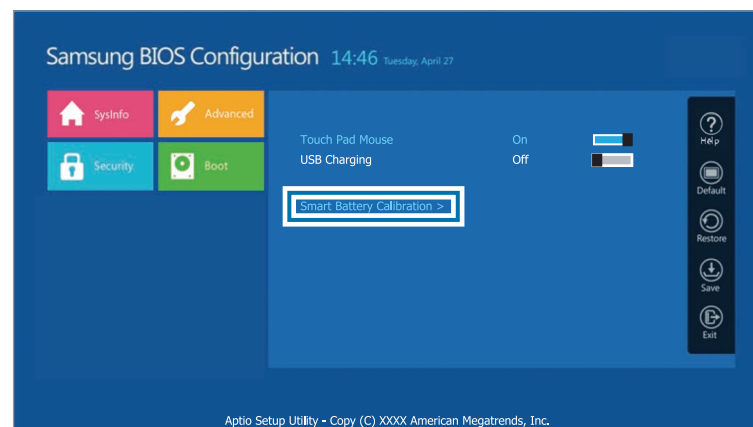 Samsung BIOS Configuration 14:46 Tuesday, April 27
SysInfo
Advanced
Security
Boot
Touch Pad Mouse On
USB Charging Off
Smart Battery Calibration >
Help
Default
Restore
Save
Exit
Aptio Setup Utility - Copy (C) XXXX American Megatrends, Inc.